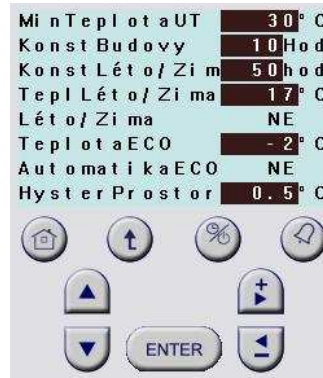 MinTeplotaUT 30° C
KonstBudovy 10Hod
KonstLéto/Zim 50hod
TeplLéto/Zima 17° C
Léto/Zima NE
TeplotaECO -2° C
AutomatikaECO NE
HysterProstor 0.5° C
ENTER